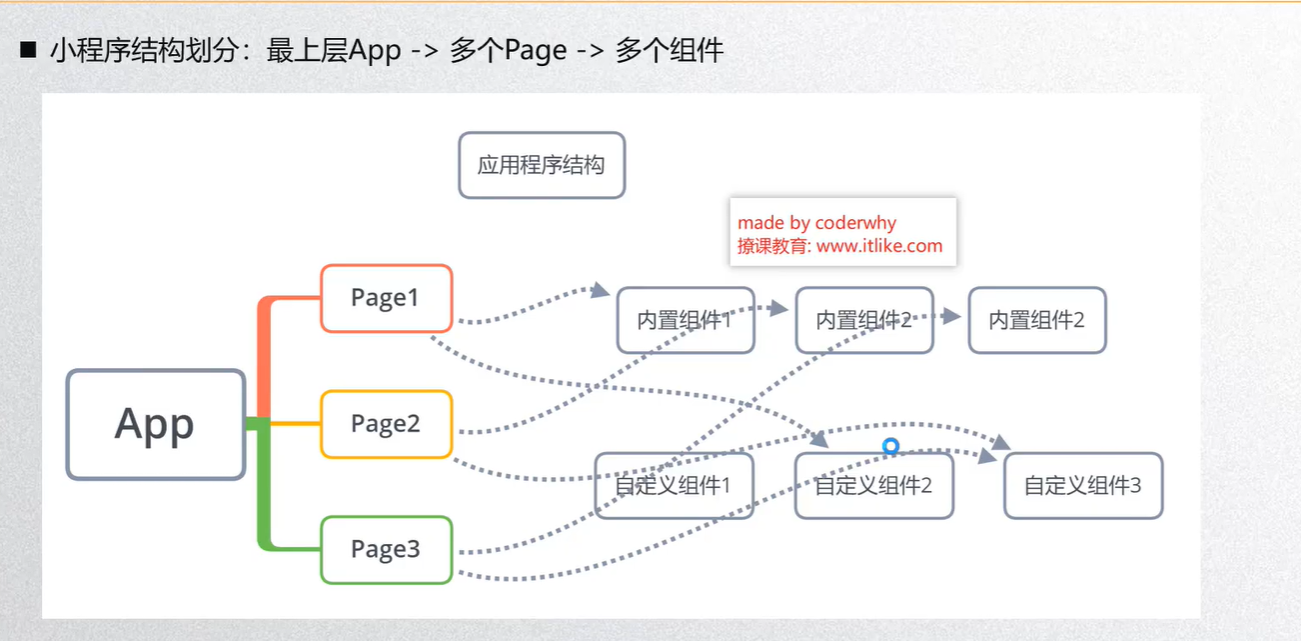 ■ 小程序结构划分：最上层App -> 多个Page -> 多个组件
应用程序结构
made by coderwhy
撩课教育: www.itlike.com
Page1
内置组件1
内置组件2
内置组件2
App
Page2
自定义组件1
自定义组件2
自定义组件3
Page3